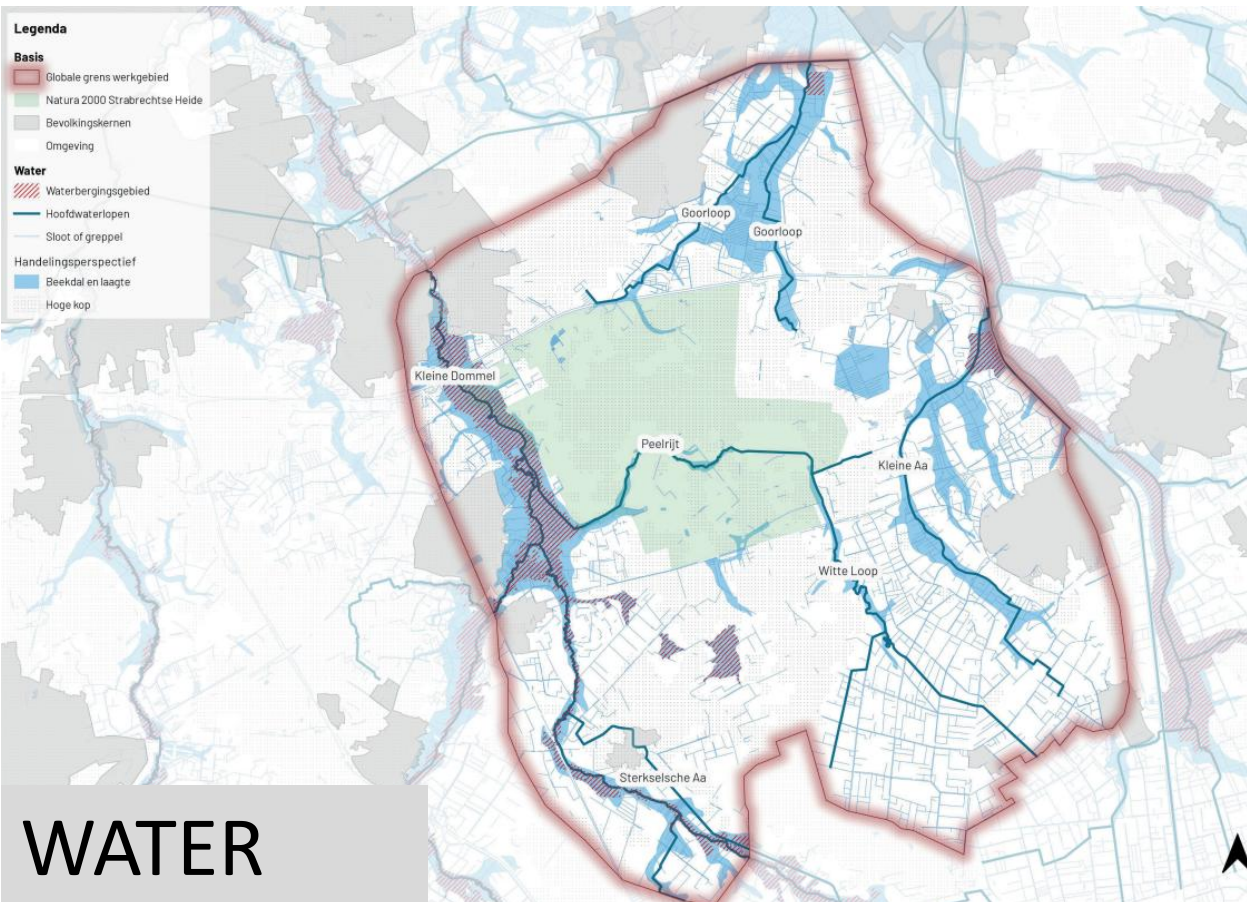 Legenda
Basis
Globale grens werkgebied
Natura 2000 Strabrechtse Heide
Bevolkingskernen
Omgeving
Water
Waterbergingsgebied
Hoofdwaterlopen
Sloot of greppel
Handelingsperspectief
Beekdal en laagte
Hoge kop
Goorloop
Goorloop
Kleine Dommel
Peelrijt
Kleine Aa
Witte Loop
Sterkselsche Aa
WATER